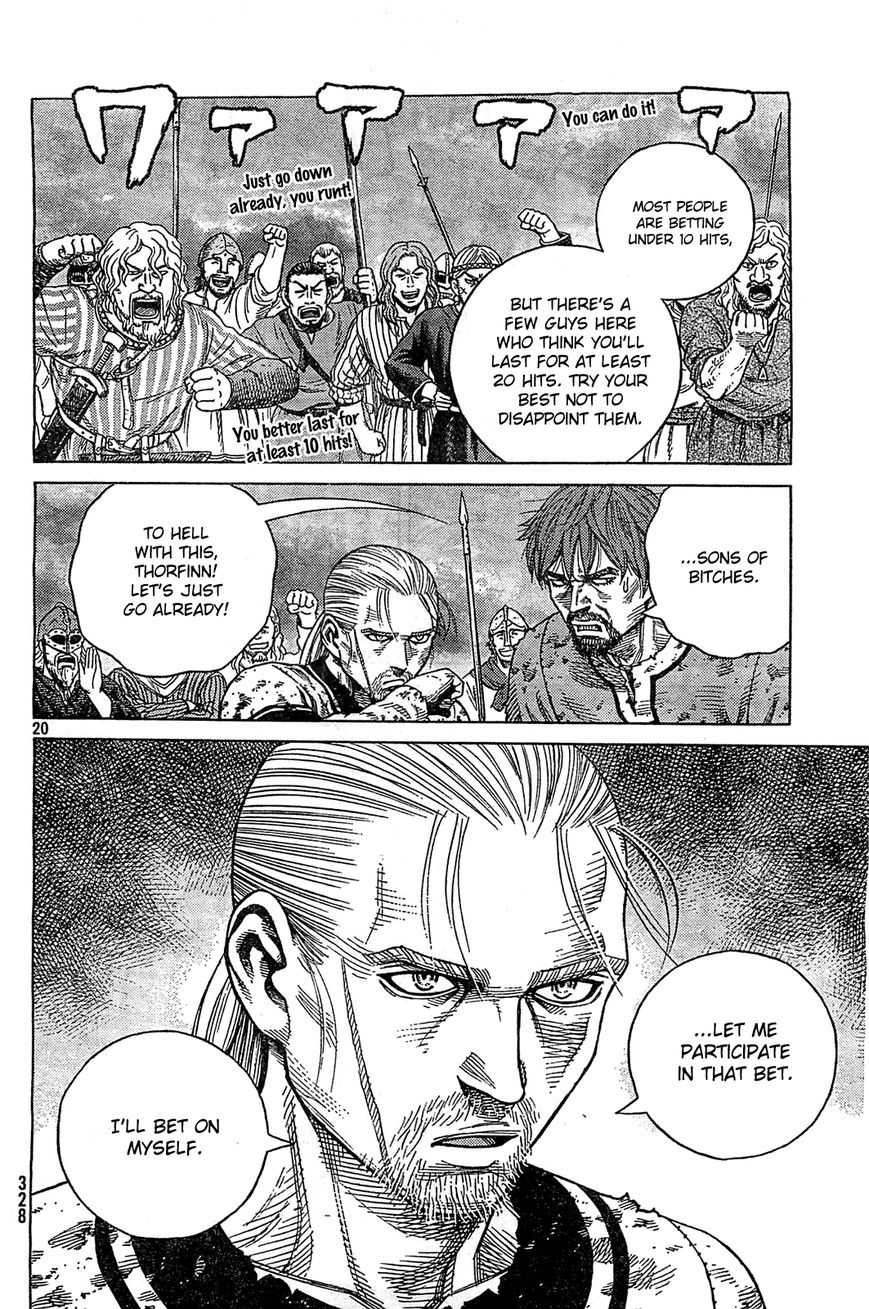 ワァアアア
You can do it!
MOST PEOPLE
ARE BETTING
UNDER 10 HITS,
Just go down
already, you runt!
BUT THERE'S A
FEW GUYS HERE
WHO THINK YOU'LL
LAST FOR AT LEAST
20 HITS. TRY YOUR
BEST NOT TO
DISAPPOINT THEM.
You better last for
at least 10 hits!
...SONS OF
BITCHES.
TO HELL
WITH THIS,
THORFINN!
LET'S JUST
GO ALREADY!
20
...LET ME
PARTICIPATE
IN THAT BET.
I'LL BET ON
MYSELF.
328